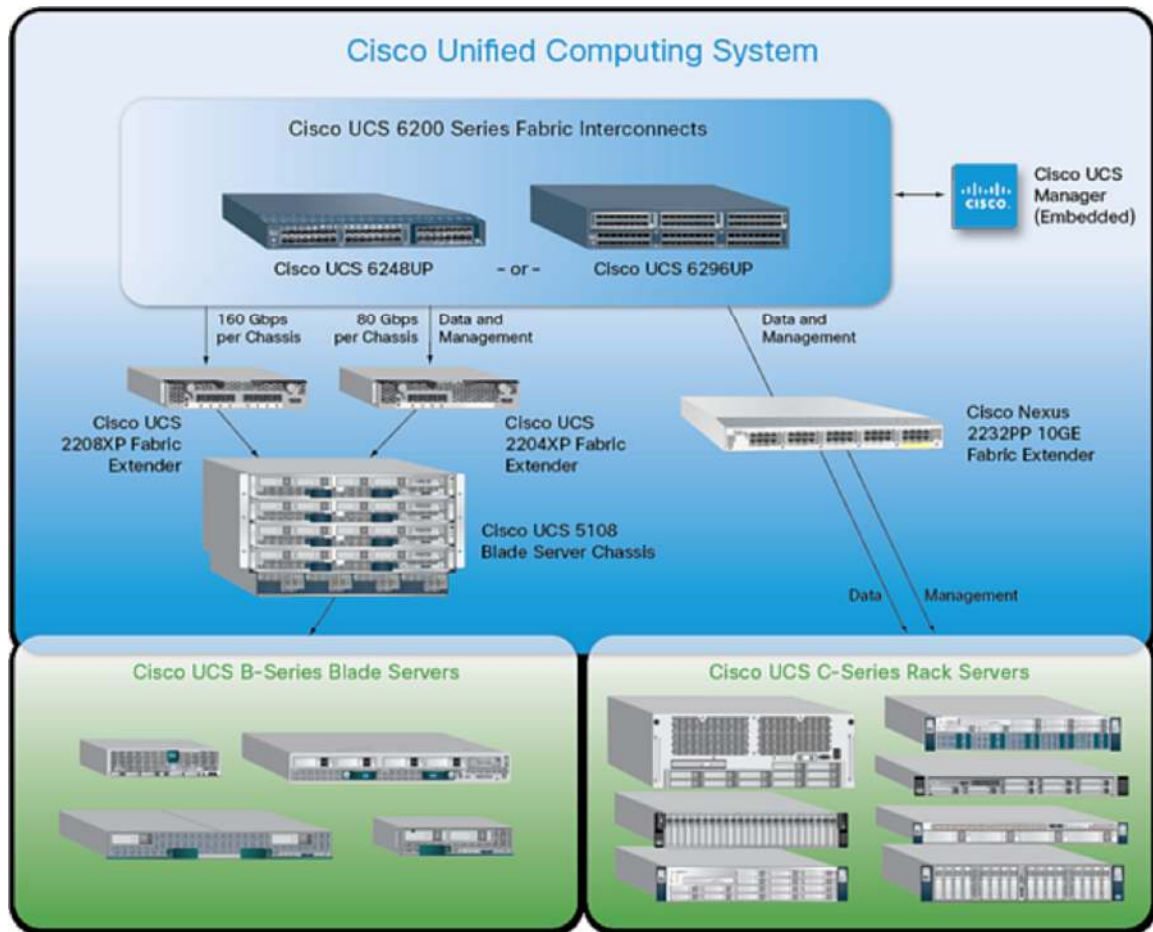 Cisco Unified Computing System
Cisco UCS 6200 Series Fabric Interconnects
Cisco UCS 6248UP
- or -
Cisco UCS 6296UP
CISCO
Cisco UCS
Manager
(Embedded)
160 Gbps
per Chassis
80 Gbps
per Chassis
Data and
Management
Data and
Management
Cisco UCS
2208XP Fabric
Extender
Cisco UCS
2204XP Fabric
Extender
Cisco Nexus
2232PP 10GE
Fabric Extender
Cisco UCS 5108
Blade Server Chassis
Data
Management
Cisco UCS B-Series Blade Servers
Cisco UCS C-Series Rack Servers